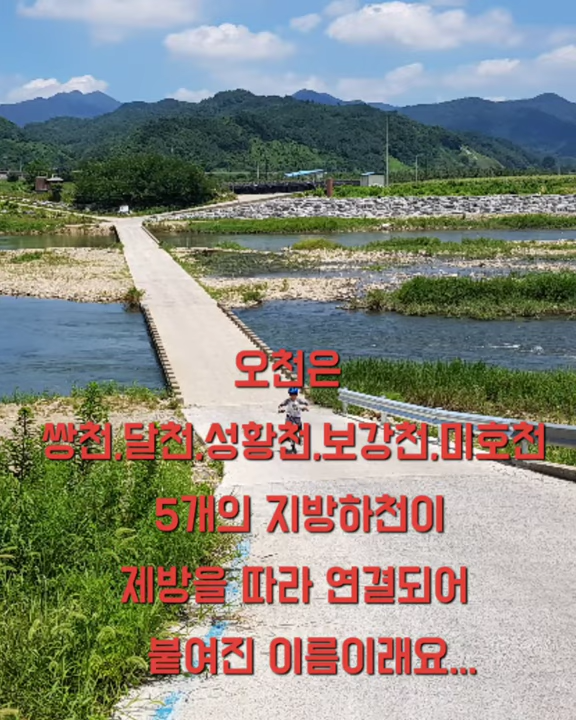 오천은
쌍천.달천.성황천.보강천.미호천
5개의 지방하천이
제방을 따라 연결되어
붙여진 이름이래요...